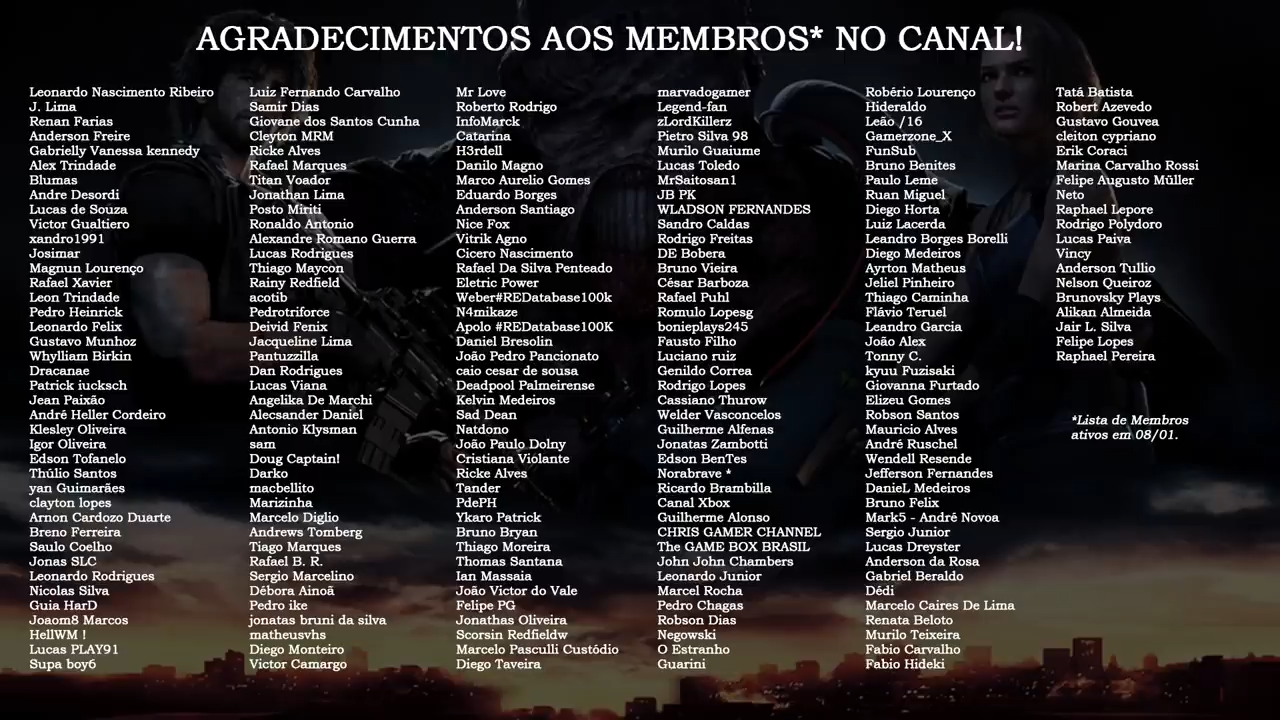 AGRADECIMENTOS AOS MEMBROS* NO CANAL!
Leonardo Nascimento Ribeiro
J. Lima
Renan Farias
Anderson Freire
Gabrielly Vanessa kennedy
Alex Trindade
Blumas
Andre Desordi
Lucas de Souza
Victor Gualtiero
xandro1991
Josimar
Magnun Lourenço
Rafael Xavier
Leon Trindade
Pedro Heinrick
Leonardo Felix
Gustavo Munhoz
Whylliam Birkin
Dracanae
Patrick iucksch
Jean Paixão
André Heller Cordeiro
Klesley Oliveira
Igor Oliveira
Edson Tofanelo
Thúlio Santos
yan Guimarães
clayton lopes
Arnon Cardozo Duarte
Breno Ferreira
Saulo Coelho
Jonas SLC
Leonardo Rodrigues
Nicolas Silva
Guia HarD
Joaom8 Marcos
HellWM !
Lucas PLAY91
Supa boy6
Luiz Fernando Carvalho
Samir Dias
Giovane dos Santos Cunha
Cleyton MRM
Ricke Alves
Rafael Marques
Titan Voador
Jonathan Lima
Posto Miriti
Ronaldo Antonio
Alexandre Romano Guerra
Lucas Rodrigues
Thiago Maycon
Rainy Redfield
acotib
Pedrotriforce
Deivid Fenix
Jacqueline Lima
Pantuzzilla
Dan Rodrigues
Lucas Viana
Angelika De Marchi
Alecsander Daniel
Antonio Klysman
sam
Doug Captain!
Darko
macbellito
Marizinha
Marcelo Diglio
Andrews Tomberg
Tiago Marques
Rafael B. R.
Sergio Marcelino
Débora Ainoã
Pedro ike
jonatas bruni da silva
matheusvhs
Diego Monteiro
Victor Camargo
Mr Love
Roberto Rodrigo
InfoMarck
Catarina
H3rdell
Danilo Magno
Marco Aurelio Gomes
Eduardo Borges
Anderson Santiago
Nice Fox
Vitrik Agno
Cicero Nascimento
Rafael Da Silva Penteado
Eletric Power
Weber#REDatabase100k
N4mikaze
Apolo #REDatabase100K
Daniel Bresolin
João Pedro Pancionato
caio cesar de sousa
Deadpool Palmeirense
Kelvin Medeiros
Sad Dean
Natdono
João Paulo Dolny
Cristiana Violante
Ricke Alves
Tander
PdePH
Ykaro Patrick
Bruno Bryan
Thiago Moreira
Thomas Santana
Ian Massaia
João Victor do Vale
Felipe PG
Jonathas Oliveira
Scorsin Redfieldw
Marcelo Pasculli Custódio
Diego Taveira
marvadogamer
Legend-fan
zLordKillerz
Pietro Silva 98
Murilo Guaiume
Lucas Toledo
MrSaitosan1
JB PK
WLADSON FERNANDES
Sandro Caldas
Rodrigo Freitas
DE Bobera
Bruno Vieira
César Barboza
Rafael Puhl
Romulo Lopesg
bonieplays245
Fausto Filho
Luciano ruiz
Genildo Correa
Rodrigo Lopes
Cassiano Thurow
Welder Vasconcelos
Guilherme Alfenas
Jonatas Zambotti
Edson BenTes
Norabrave *
Ricardo Brambilla
Canal Xbox
Guilherme Alonso
CHRIS GAMER CHANNEL
The GAME BOX BRASIL
John John Chambers
Leonardo Junior
Marcel Rocha
Pedro Chagas
Robson Dias
Negowski
O Estranho
Guarini
Robério Lourenço
Hideraldo
Leão /16
Gamerzone_X
FunSub
Bruno Benites
Paulo Leme
Ruan Miguel
Diego Horta
Luiz Lacerda
Leandro Borges Borelli
Diego Medeiros
Ayrton Matheus
Jeliel Pinheiro
Thiago Caminha
Flávio Teruel
Leandro Garcia
João Alex
Tonny C.
kyuu Fuzisaki
Giovanna Furtado
Elizeu Gomes
Robson Santos
Mauricio Alves
André Ruschel
Wendell Resende
Jefferson Fernandes
DanieL Medeiros
Bruno Felix
Mark5 - André Novoa
Sergio Junior
Lucas Dreyster
Anderson da Rosa
Gabriel Beraldo
Dédi
Marcelo Caires De Lima
Renata Beloto
Murilo Teixeira
Fabio Carvalho
Fabio Hideki
Tatá Batista
Robert Azevedo
Gustavo Gouvea
cleiton cypriano
Erik Coraci
Marina Carvalho Rossi
Felipe Augusto Müller
Neto
Raphael Lepore
Rodrigo Polydoro
Lucas Paiva
Vincy
Anderson Tullio
Nelson Queiroz
Brunovsky Plays
Alikan Almeida
Jair L. Silva
Felipe Lopes
Raphael Pereira
*Lista de Membros
ativos em 08/01.